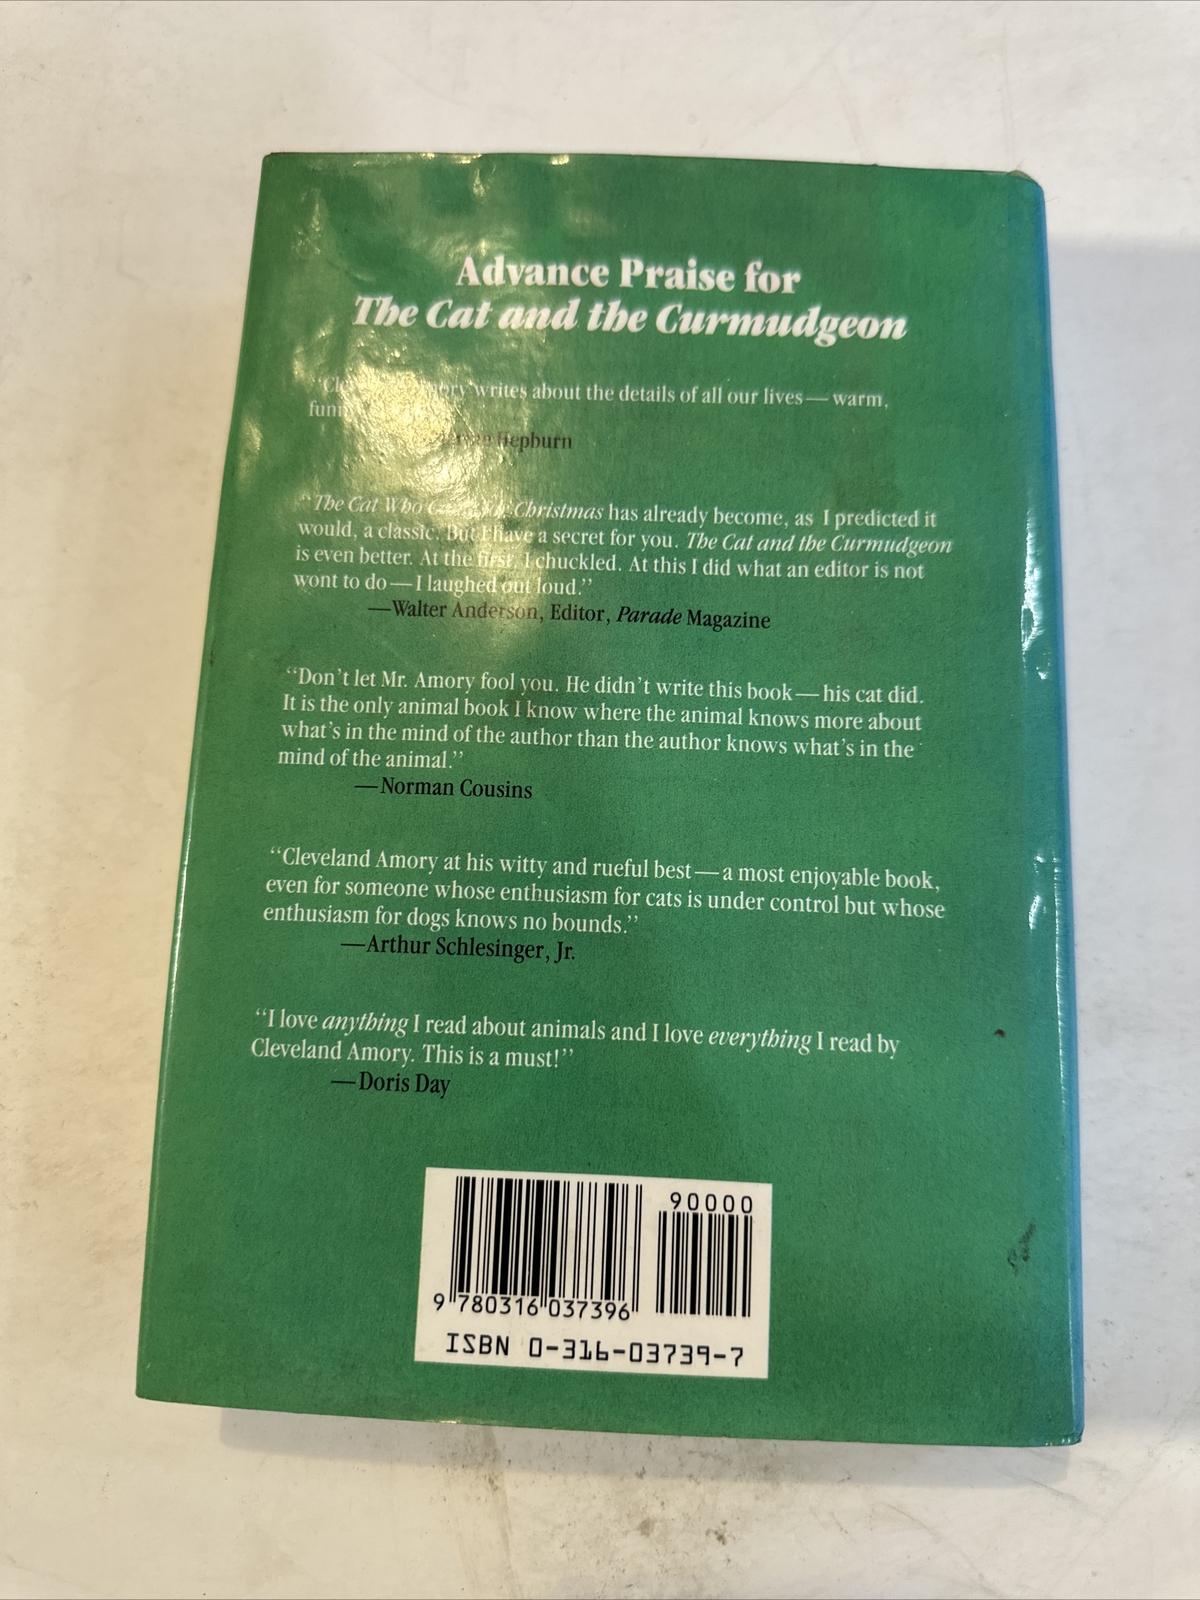 Advance Praise for
The Cat and the Curmudgeon
writes about the details of all our lives—warm,
Hepburn
“The Cat Who Christmas has already become, as I predicted it
would, a classic. But I have a secret for you. The Cat and the Curmudgeon
is even better. At the first, I chuckled. At this I did what an editor is not
wont to do—I laughed out loud.”
—Walter Anderson, Editor, Parade Magazine
“Don’t let Mr. Amory fool you. He didn’t write this book—his cat did.
It is the only animal book I know where the animal knows more about
what’s in the mind of the author than the author knows what’s in the
mind of the animal.”
—Norman Cousins
“Cleveland Amory at his witty and rueful best—a most enjoyable book,
even for someone whose enthusiasm for cats is under control but whose
enthusiasm for dogs knows no bounds.”
—Arthur Schlesinger, Jr.
“I love anything I read about animals and I love everything I read by
Cleveland Amory. This is a must!”
—Doris Day
90000
9 780316 037396
ISBN 0-316-03739-7